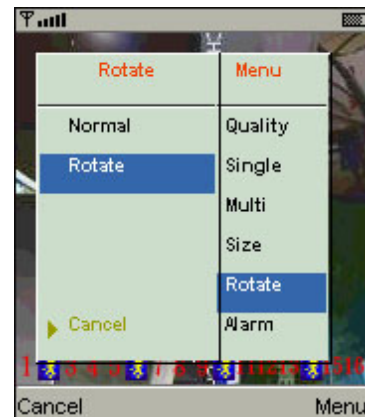 Rotate
Normal
Rotate
Cancel
Menu
Quality
Single
Multi
Size
Rotate
Alarm
Cancel
Menu